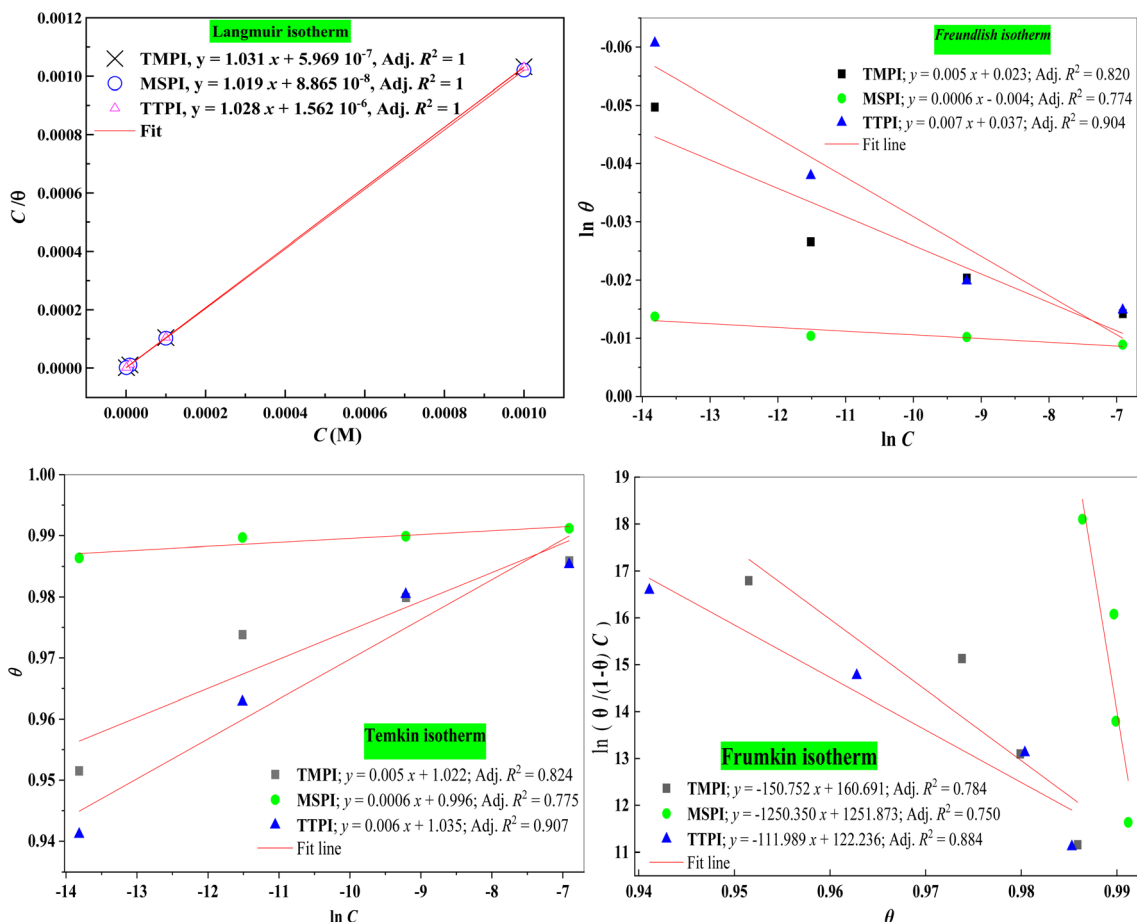 Langmuir isotherm
TMPI, y = 1.031 x + 5.969 10⁻⁷, Adj. R² = 1
MSPI, y = 1.019 x + 8.865 10⁻⁸, Adj. R² = 1
TTPI, y = 1.028 x + 1.562 10⁻⁶, Adj. R² = 1
Fit
0.0012
0.0010
0.0008
0.0006
0.0004
0.0002
0.0000
C/θ
0.0000 0.0002 0.0004 0.0006 0.0008 0.0010
C (M)
Freundlish isotherm
TMPI; y = 0.005 x + 0.023; Adj. R² = 0.820
MSPI; y = 0.0006 x - 0.004; Adj. R² = 0.774
TTPI; y = 0.007 x + 0.037; Adj. R² = 0.904
Fit line
-0.06
-0.05
-0.04
-0.03
-0.02
-0.01
0.00
ln θ
-14 -13 -12 -11 -10 -9 -8 -7
ln C
1.00
0.99
0.98
0.97
0.96
0.95
0.94
θ
Temkin isotherm
TMPI; y = 0.005 x + 1.022; Adj. R² = 0.824
MSPI; y = 0.0006 x + 0.996; Adj. R² = 0.775
TTPI; y = 0.006 x + 1.035; Adj. R² = 0.907
Fit line
-14 -13 -12 -11 -10 -9 -8 -7
ln C
19
18
17
16
15
14
13
12
11
ln ( θ /(1-θ) C )
Frumkin isotherm
TMPI; y = -150.752 x + 160.691; Adj. R² = 0.784
MSPI; y = -1250.350 x + 1251.873; Adj. R² = 0.750
TTPI; y = -111.989 x + 122.236; Adj. R² = 0.884
Fit line
0.94 0.95 0.96 0.97 0.98 0.99
θ